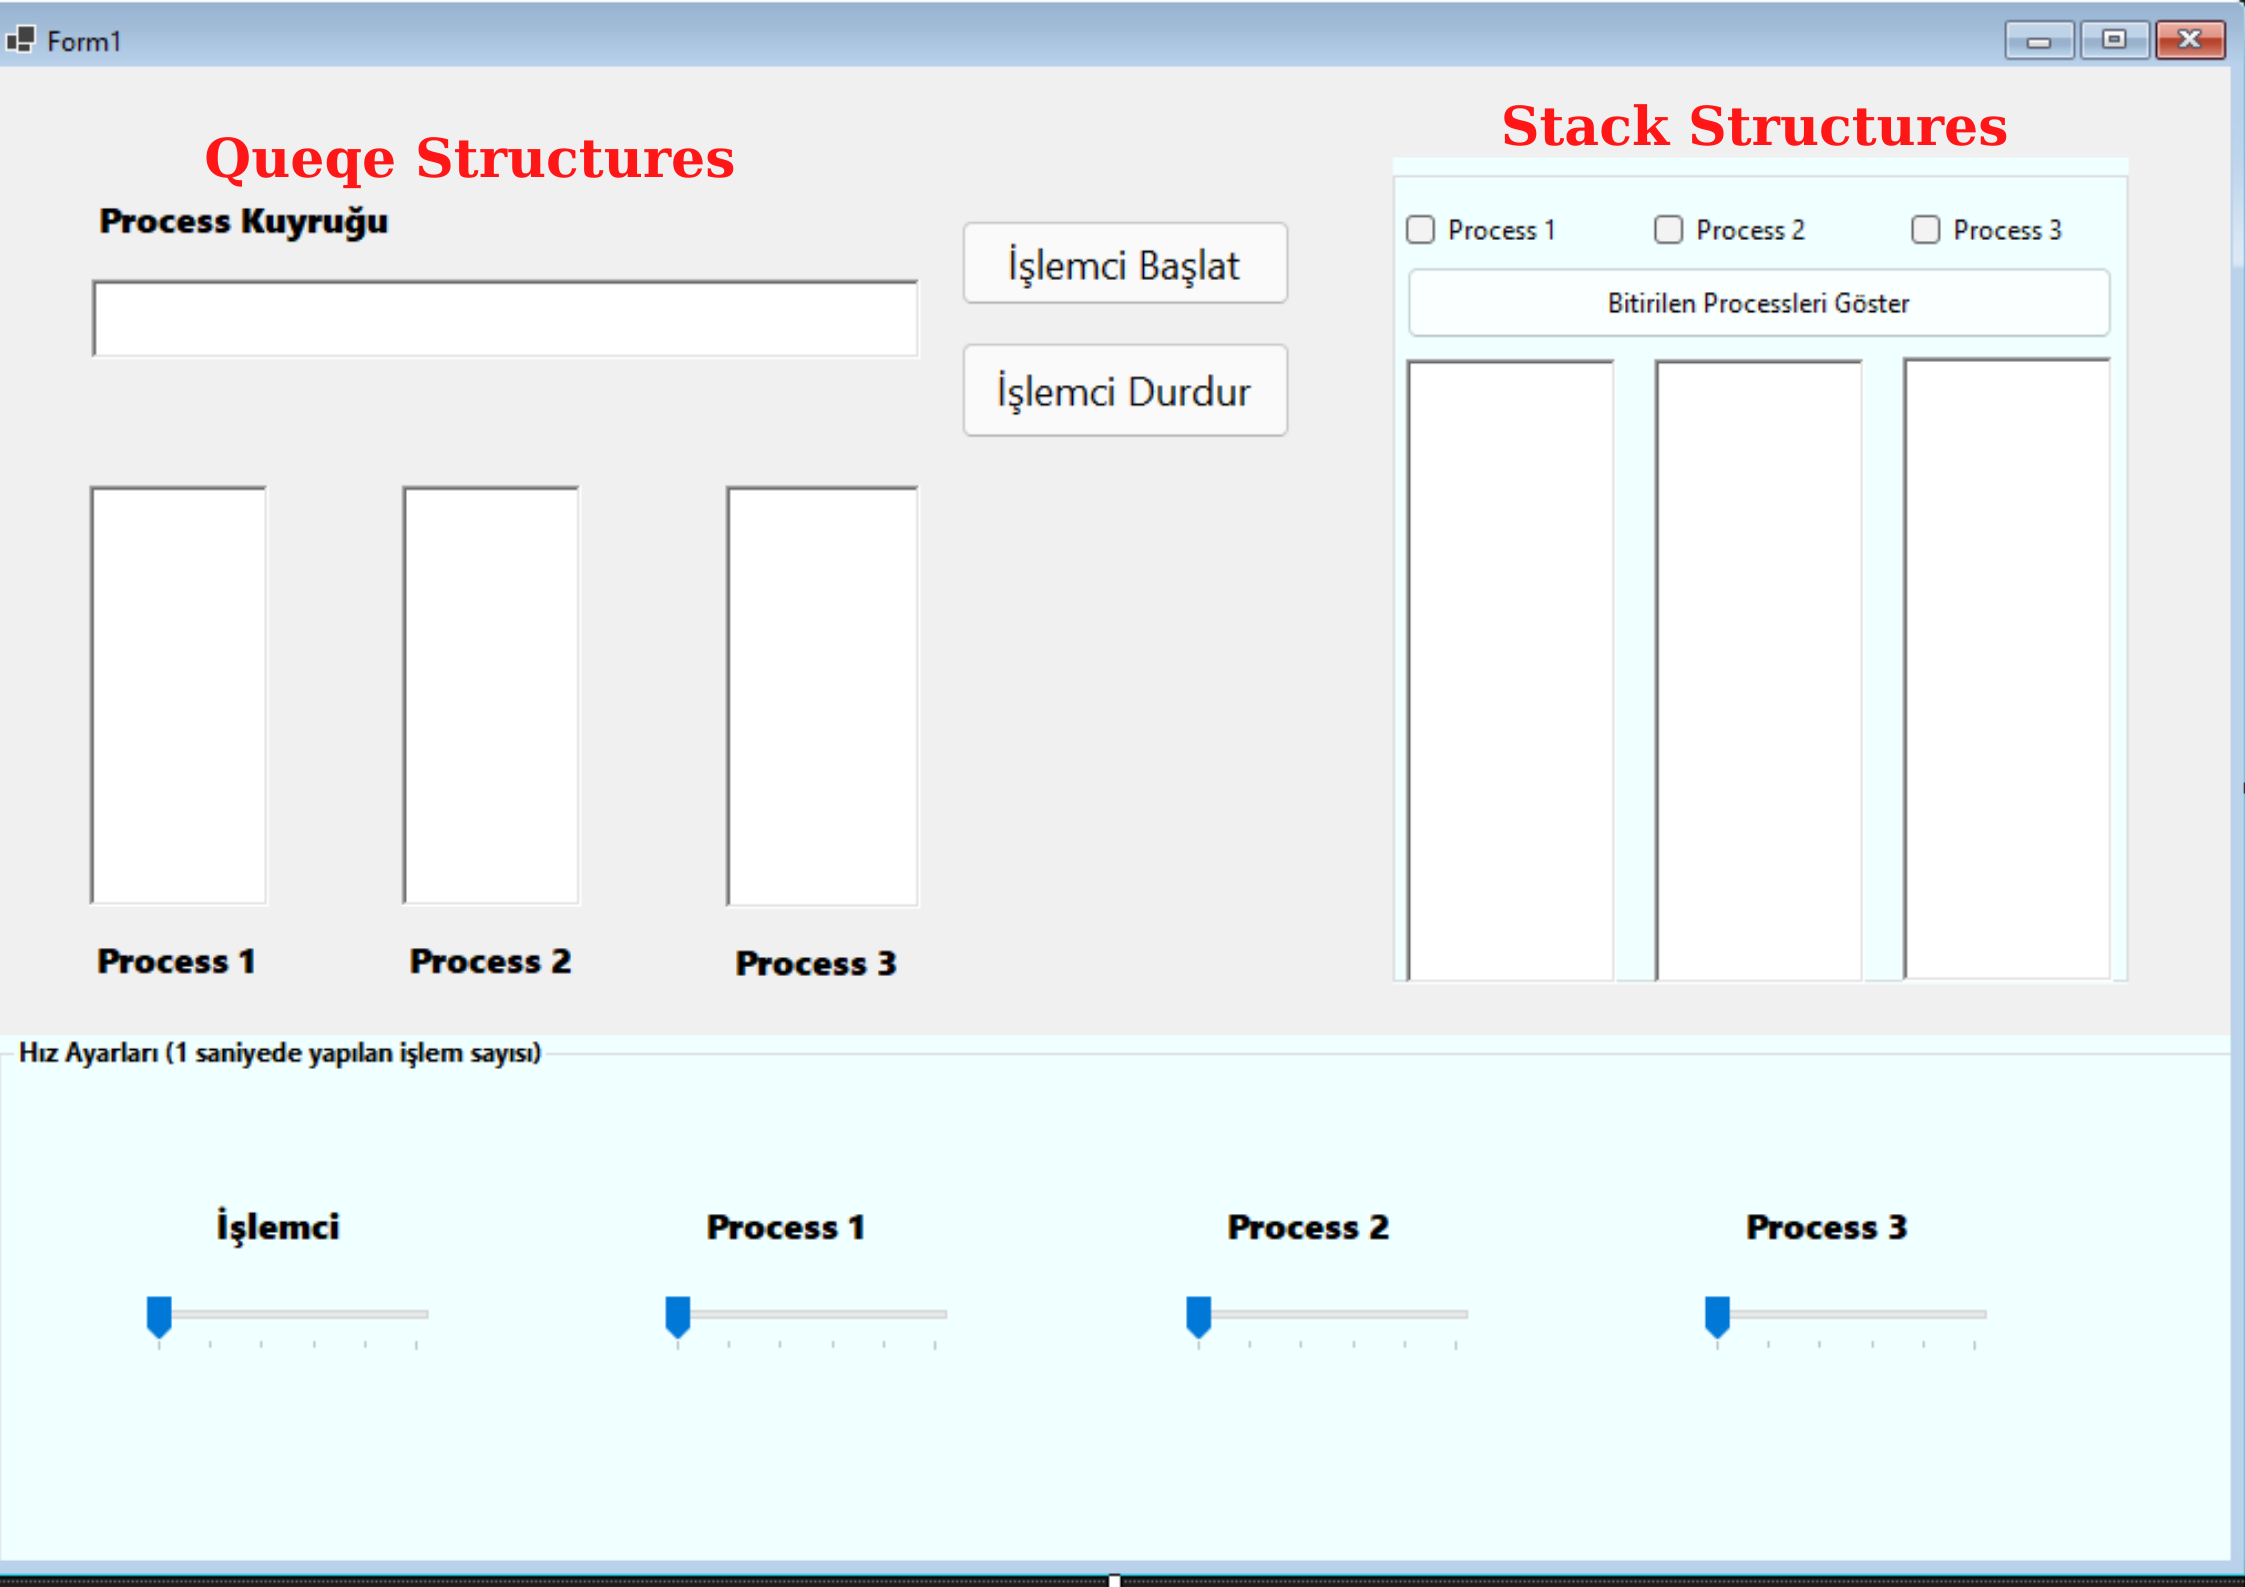 Form1
Queqe Structures
Process Kuyruğu
İşlemci Başlat
İşlemci Durdur
Process 1
Process 2
Process 3
Stack Structures
Process 1
Process 2
Process 3
Bitirilen Processleri Göster
Hız Ayarları (1 saniyede yapılan işlem sayısı)
İşlemci
Process 1
Process 2
Process 3